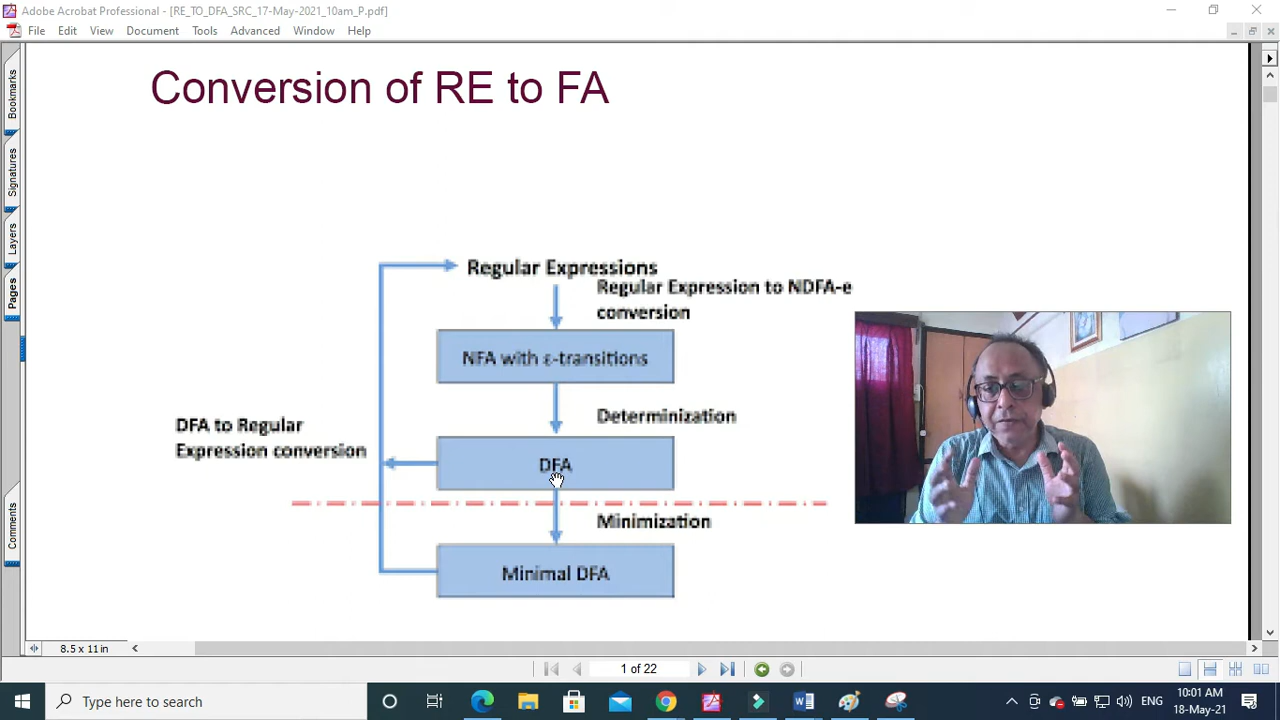 Adobe Acrobat Professional - [RE_TO_DFA_SRC_17-May-2021_10am_P.pdf]
File Edit View Document Tools Advanced Window Help
Conversion of RE to FA
Regular Expressions
Regular Expression to NDFA-e
conversion
NFA with ε-transitions
Determinization
DFA to Regular
Expression conversion
DFA
Minimization
Minimal DFA
Bookmarks
Signatures
Layers
Pages
Comments
8.5 x 11 in
1 of 22
Type here to search
ENG
10:01 AM
18-May-21